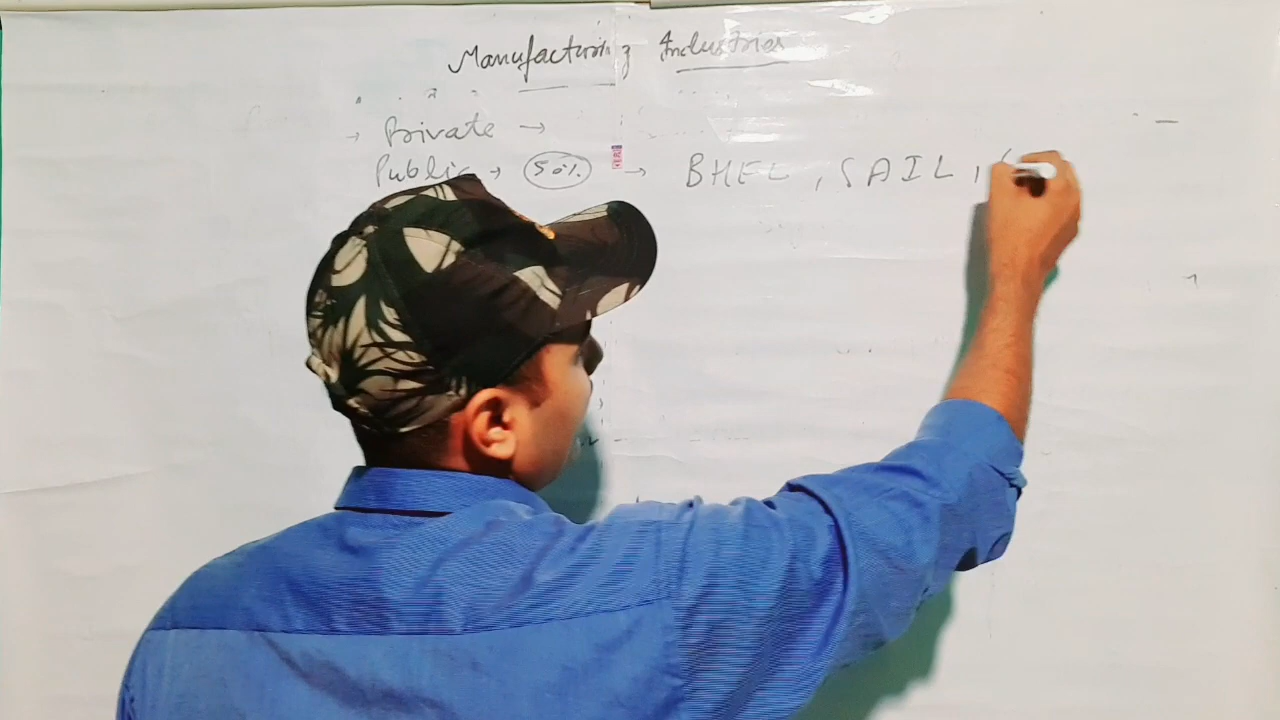 Manufacturing Industries
→ Private →
Public → 50% → BHEL, SAIL,